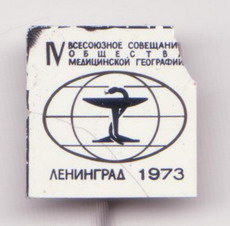 IV ВСЕСОЮЗНОЕ СОВЕЩАНИ
ОБЩЕСТВА
МЕДИЦИНСКОЙ ГЕОГРАФИИ
ЛЕНИНГРАД 1973